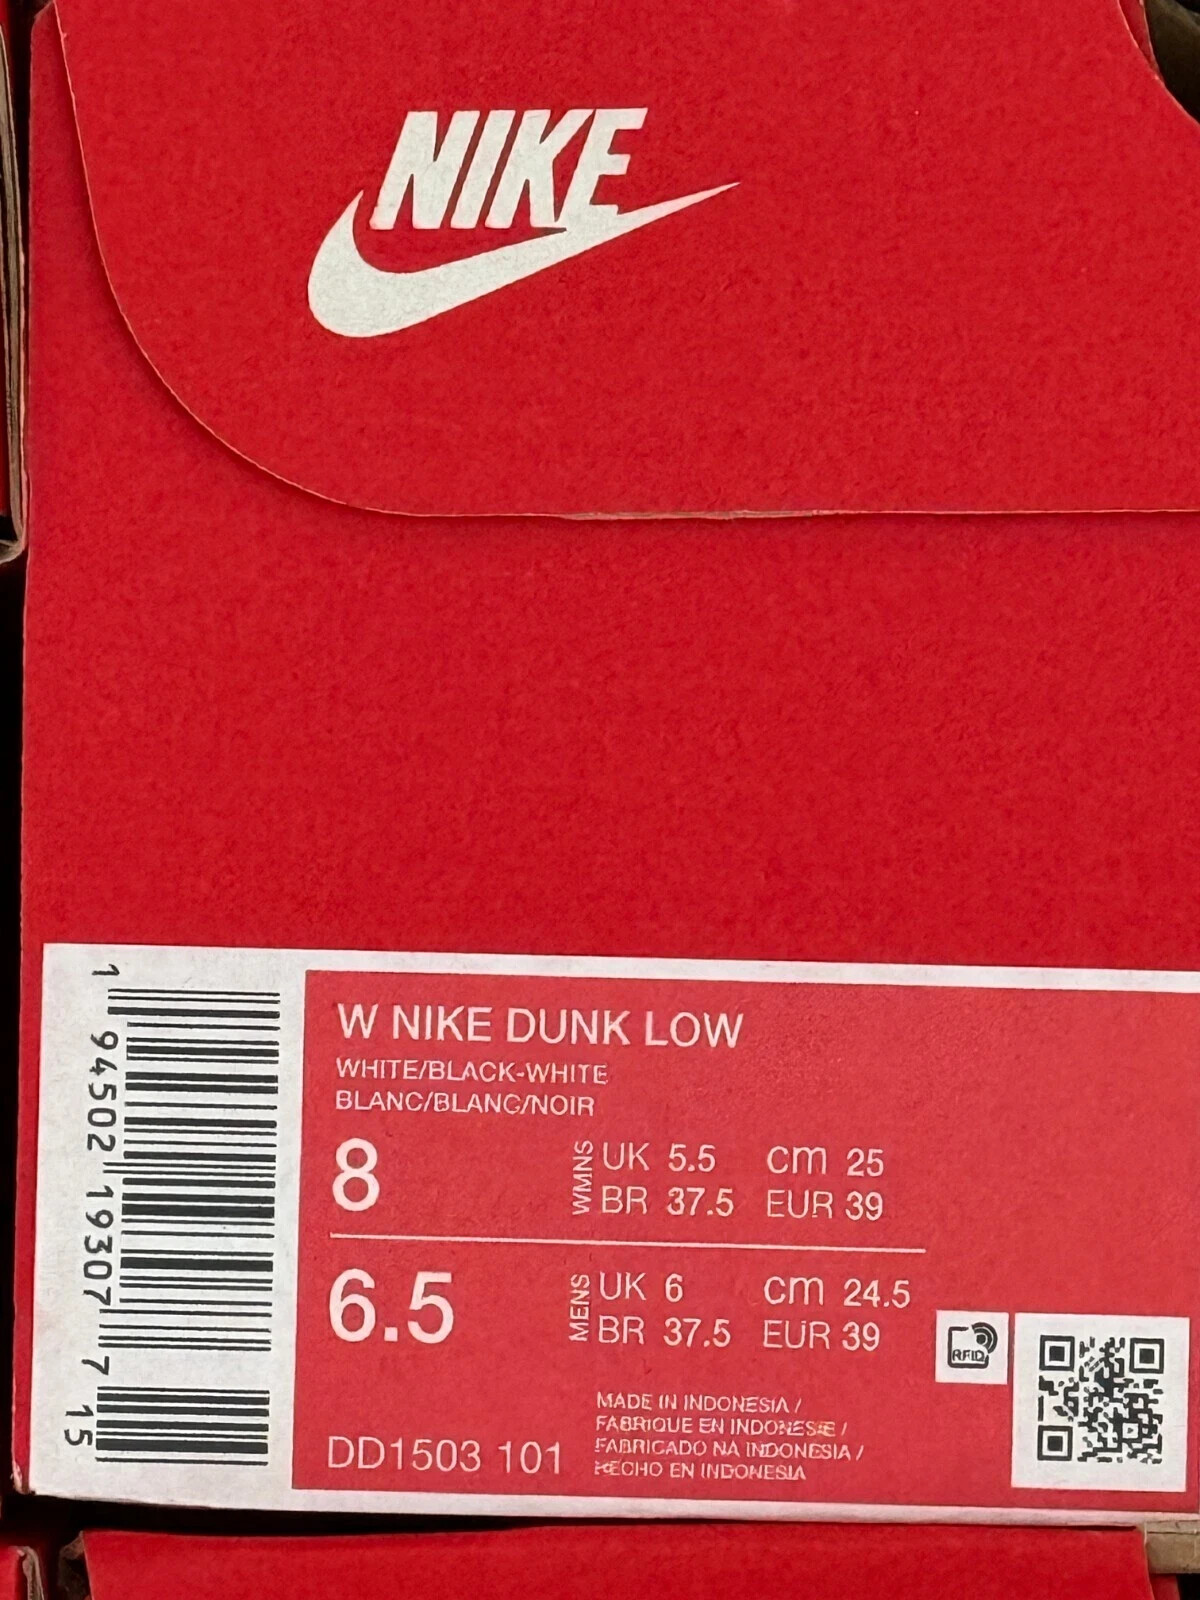 NIKE
1 94502 19307 7 15
W NIKE DUNK LOW
WHITE/BLACK-WHITE
BLANC/BLANC/NOIR
8 WMNS UK 5.5 CM 25
BR 37.5 EUR 39
6.5 MENS UK 6 CM 24.5
BR 37.5 EUR 39
RFID
MADE IN INDONESIA /
FABRIQUE EN INDONESIE /
FABRICADO NA INDONESIA /
HECHO EN INDONESIA
DD1503 101